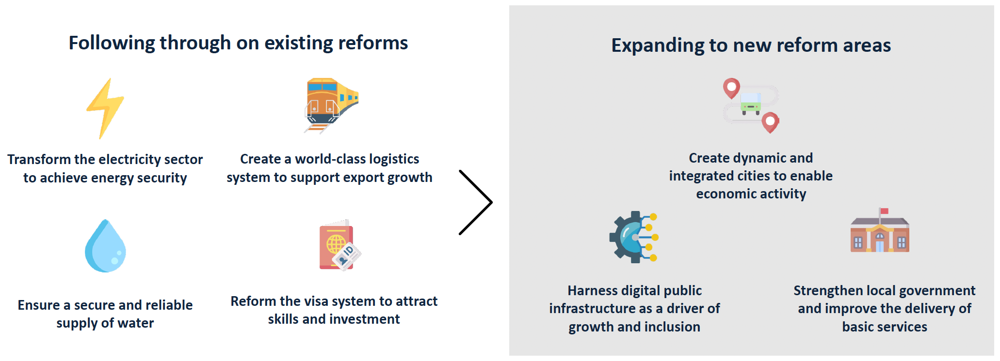 Following through on existing reforms
Transform the electricity sector
to achieve energy security
Create a world-class logistics
system to support export growth
Ensure a secure and reliable
supply of water
ID
Reform the visa system to attract
skills and investment
Expanding to new reform areas
Create dynamic and
integrated cities to enable
economic activity
Harness digital public
infrastructure as a driver of
growth and inclusion
Strengthen local government
and improve the delivery of
basic services